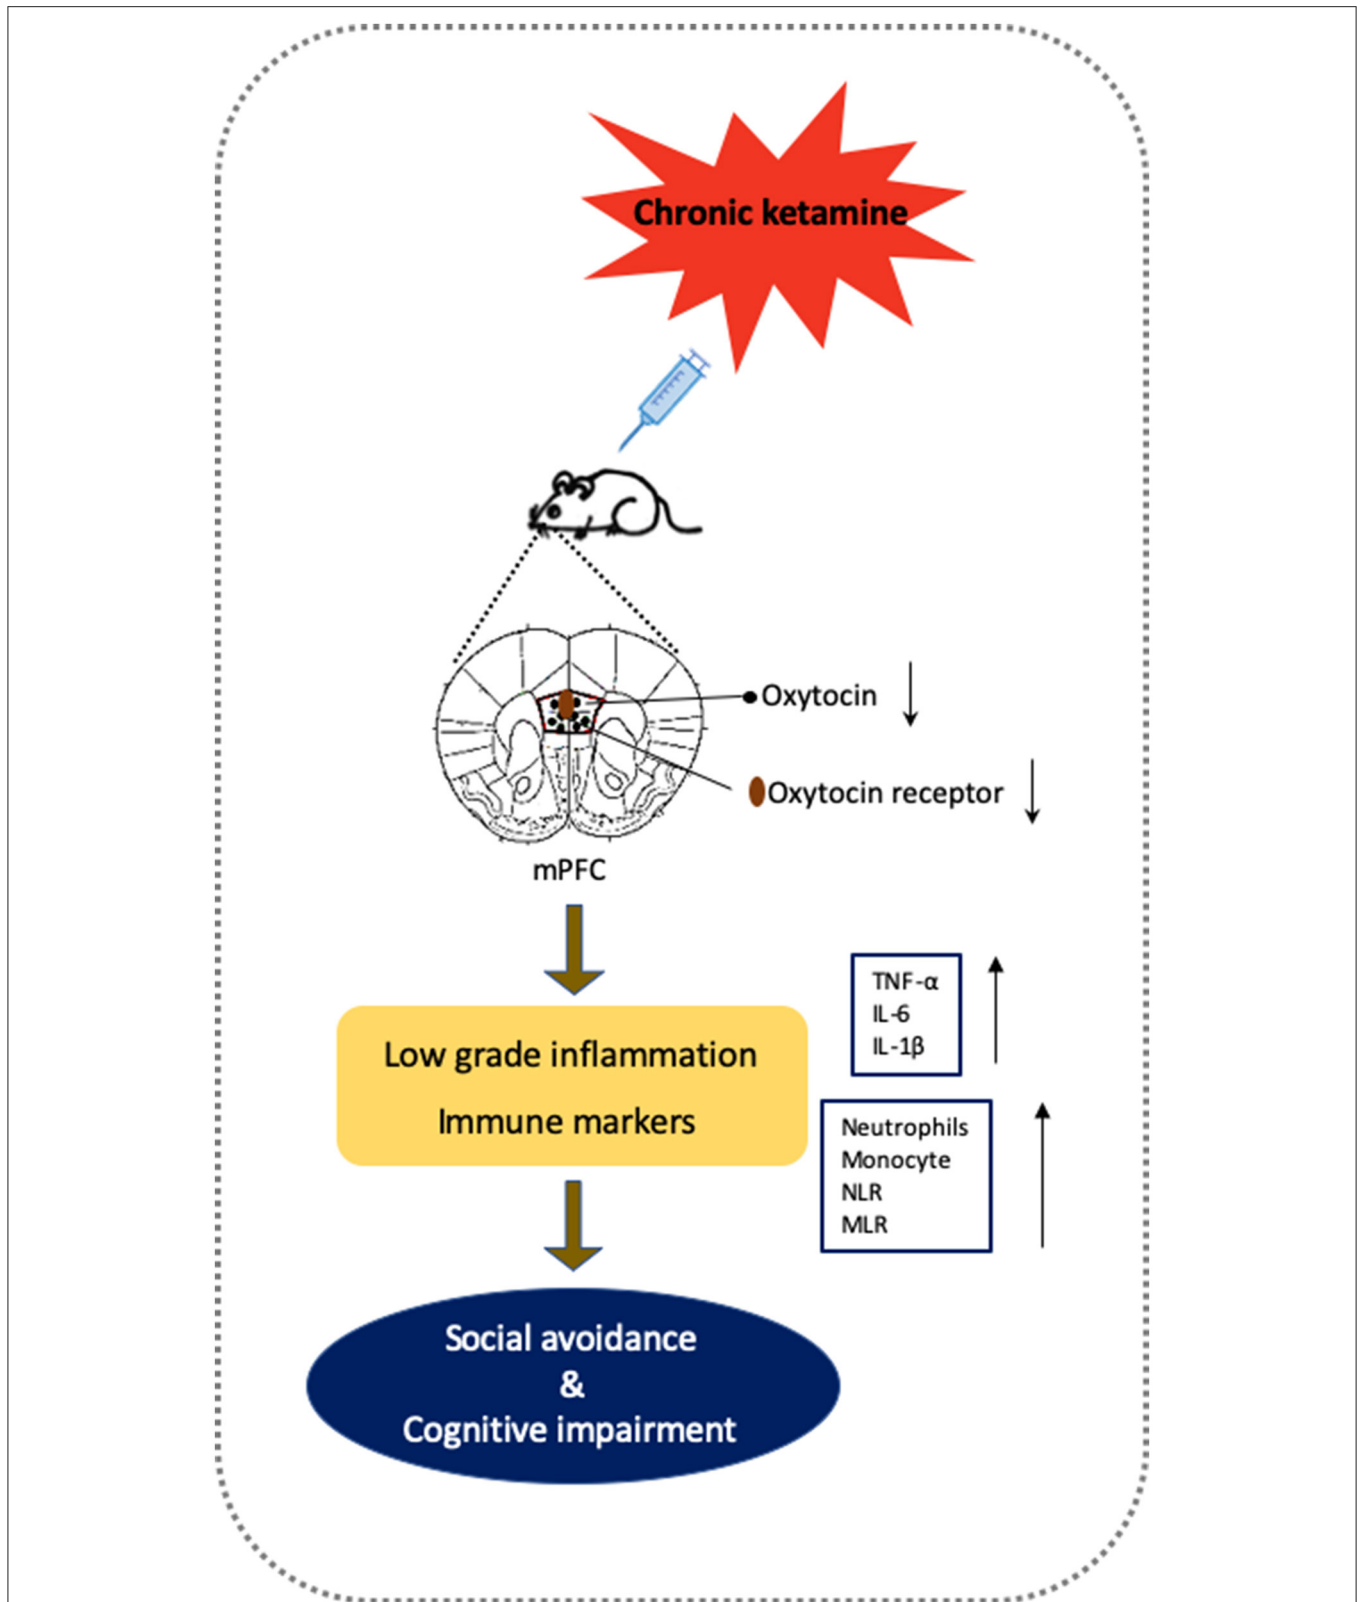 Chronic ketamine
Oxytocin
Oxytocin receptor
mPFC
Low grade inflammation
Immune markers
TNF-α
IL-6
IL-1β
Neutrophils
Monocyte
NLR
MLR
Social avoidance
&
Cognitive impairment